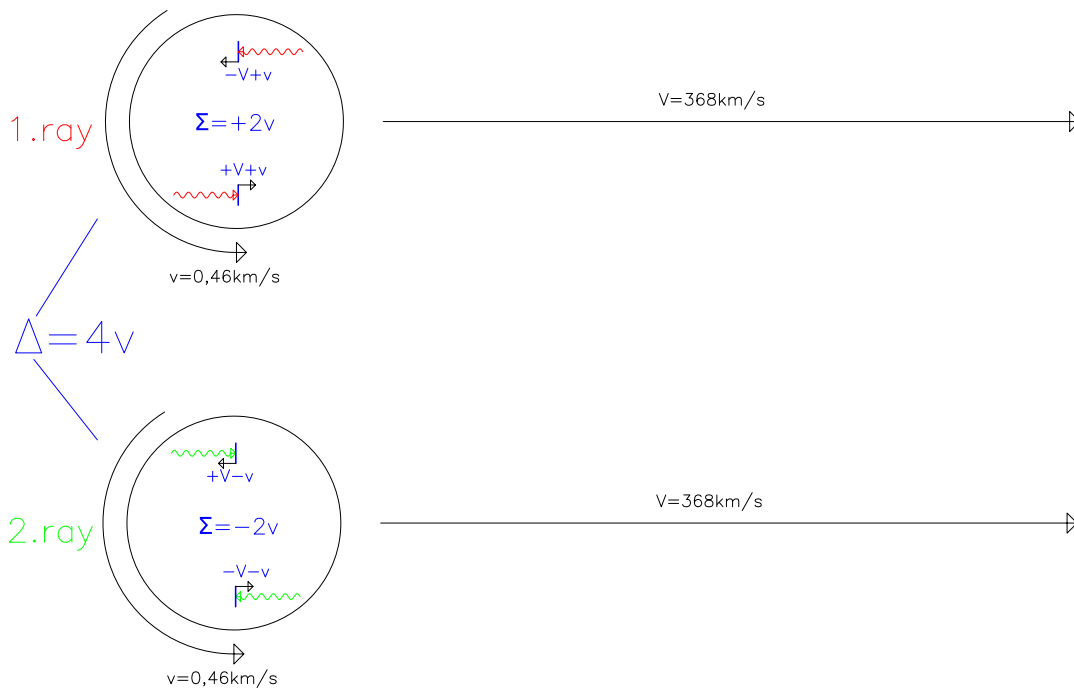 -V+v
V=368km/s
1.ray
Σ=+2v
+V+v
v=0,46km/s
Δ=4v
+V-v
V=368km/s
2.ray
Σ=-2v
-V-v
v=0,46km/s